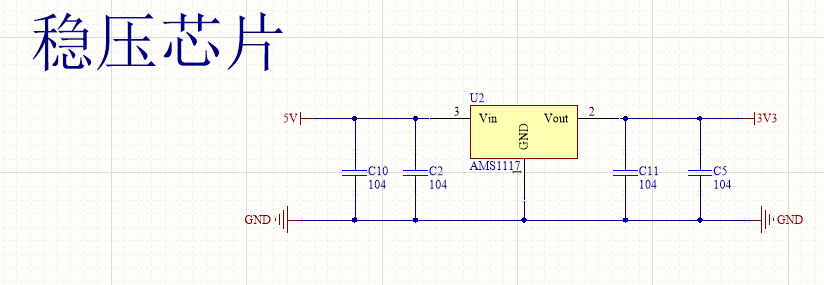 稳压芯片
U2
5V
3
Vin
Vout
2
3V3
GND
AMS1117
1
C10
104
C2
104
C11
104
C5
104
GND
GND